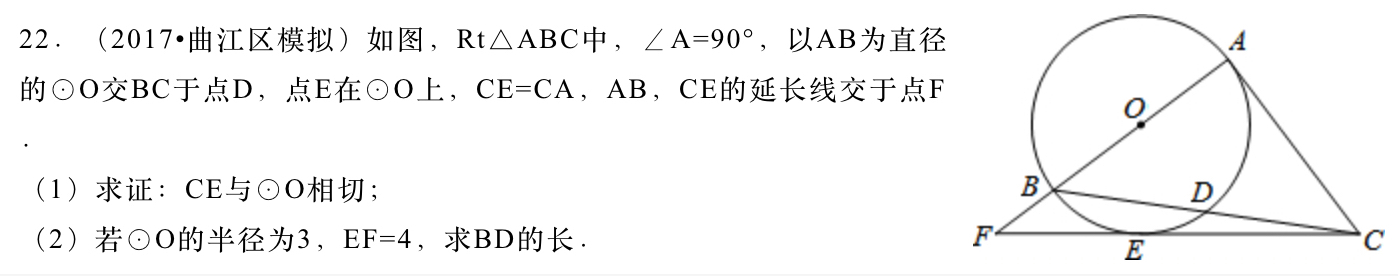 22. （2017•曲江区模拟）如图，Rt△ABC中，∠A=90°，以AB为直径
的⊙O交BC于点D，点E在⊙O上，CE=CA，AB，CE的延长线交于点F
.
（1）求证：CE与⊙O相切；
（2）若⊙O的半径为3，EF=4，求BD的长.
A
O
B
D
F
E
C